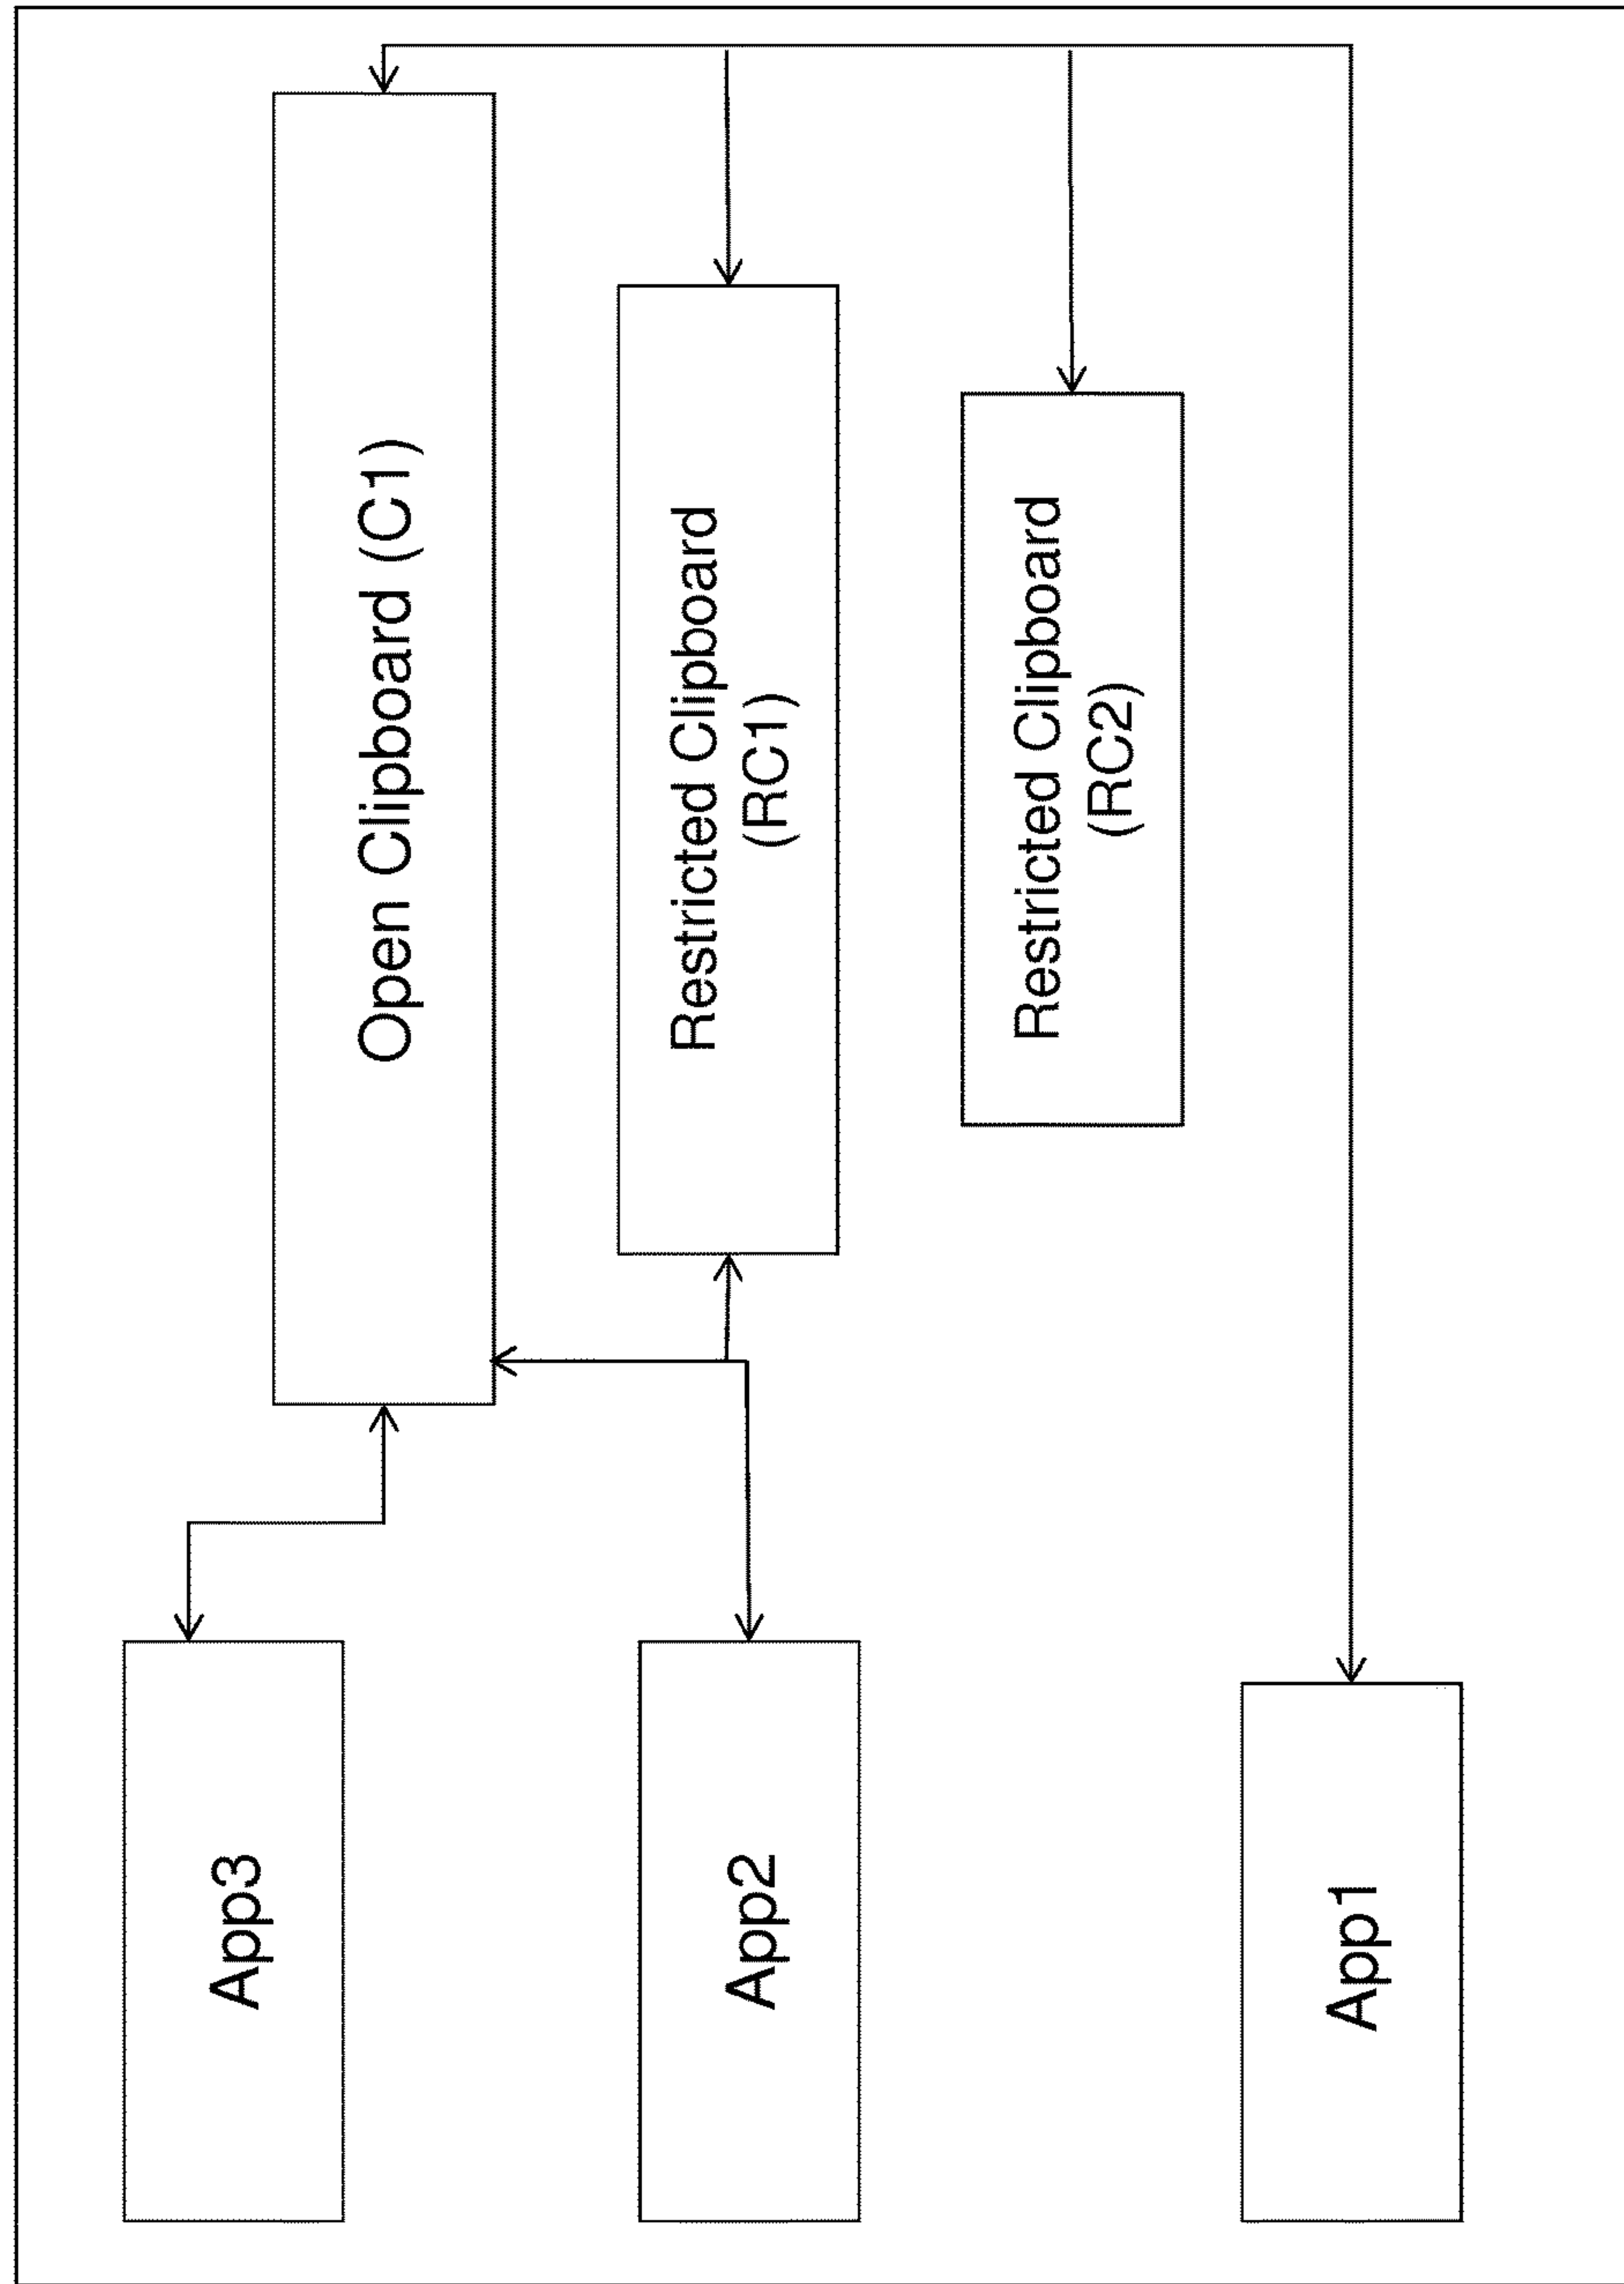 App3
Open Clipboard (C1)
App2
Restricted Clipboard
(RC1)
Restricted Clipboard
(RC2)
App1